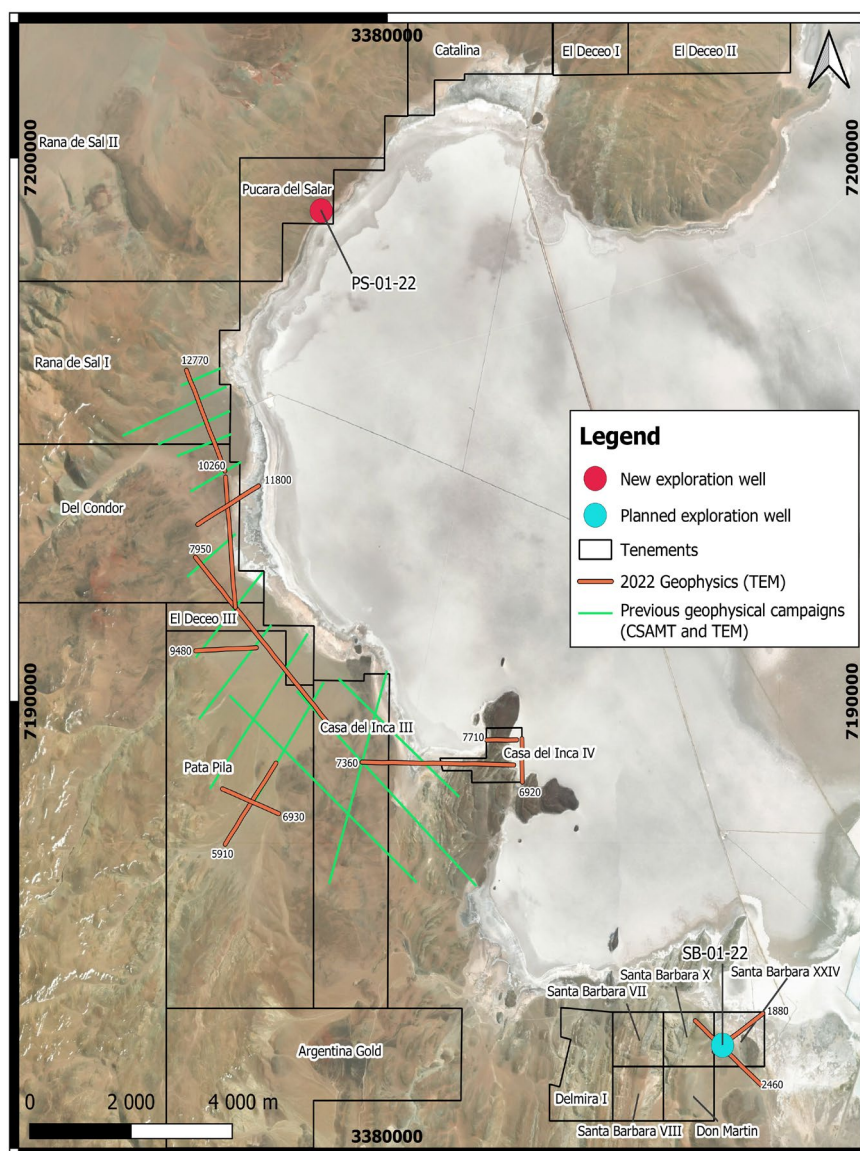 3380000
Catalina
El Deceo I
El Deceo II
7200000
7200000
Rana de Sal II
Pucara del Salar
PS-01-22
Rana de Sal I
12770
10260
11800
Del Condor
7950
Legend
New exploration well
Planned exploration well
Tenements
2022 Geophysics (TEM)
Previous geophysical campaigns
(CSAMT and TEM)
El Deceo III
9480
7190000
7190000
Casa del Inca III
7710
Casa del Inca IV
7360
Pata Pila
6920
6930
5910
SB-01-22
Santa Barbara X
Santa Barbara XXIV
Santa Barbara VII
1880
Argentina Gold
2460
Delmira I
Santa Barbara VIII
Don Martin
0
2 000
4 000 m
3380000